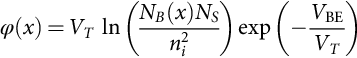 φ(x) = V_T ln(N_B(x)N_S / n_i^2) exp(−V_BE / V_T)